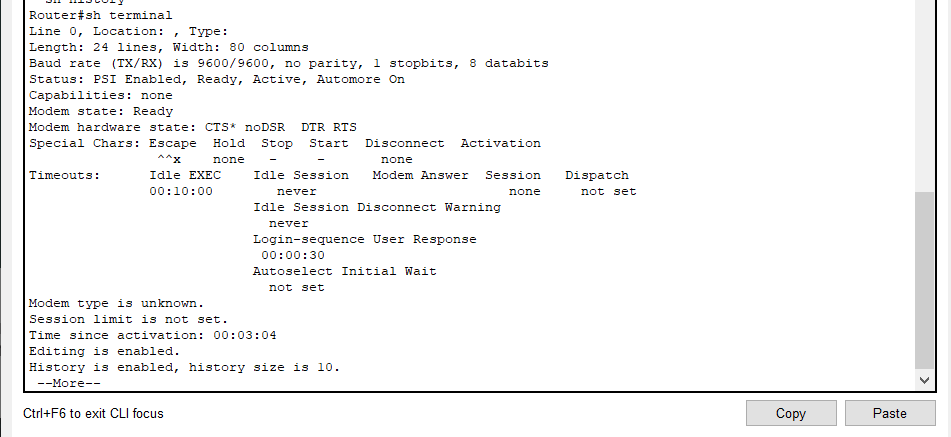 Router#sh terminal
Line 0, Location: , Type:
Length: 24 lines, Width: 80 columns
Baud rate (TX/RX) is 9600/9600, no parity, 1 stopbits, 8 databits
Status: PSI Enabled, Ready, Active, Automore On
Capabilities: none
Modem state: Ready
Modem hardware state: CTS* noDSR  DTR RTS
Special Chars: Escape  Hold  Stop  Start  Disconnect  Activation
                ^^x    none   -     -       none
Timeouts:      Idle EXEC    Idle Session   Modem Answer  Session   Dispatch
               00:10:00        never                        none     not set
                            Idle Session Disconnect Warning
                              never
                            Login-sequence User Response
                             00:00:30
                            Autoselect Initial Wait
                              not set
Modem type is unknown.
Session limit is not set.
Time since activation: 00:03:04
Editing is enabled.
History is enabled, history size is 10.
 --More--
Ctrl+F6 to exit CLI focus
Copy
Paste